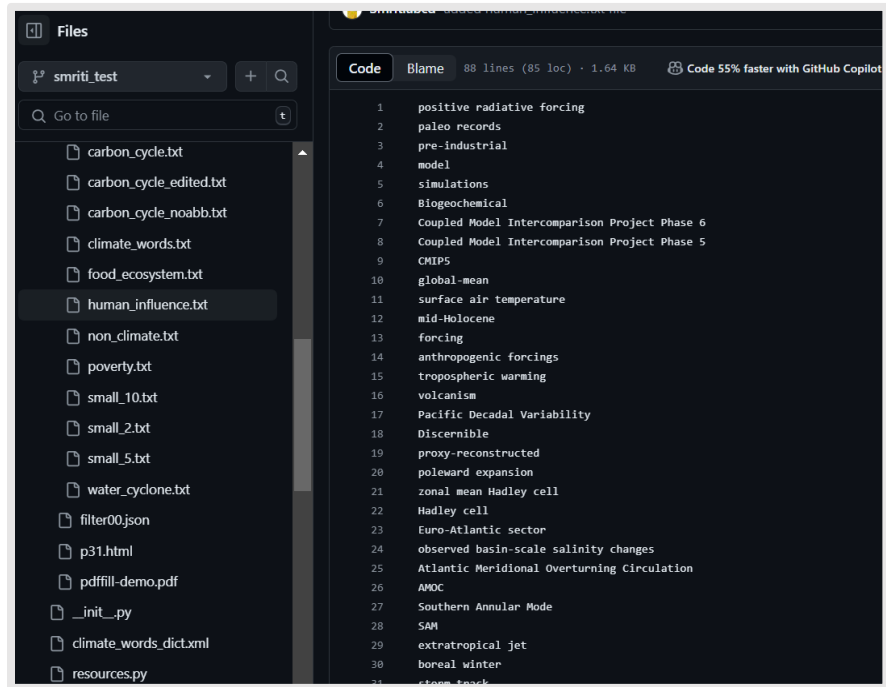 Files
smriti_test
Go to file
t
carbon_cycle.txt
carbon_cycle_edited.txt
carbon_cycle_noabb.txt
climate_words.txt
food_ecosystem.txt
human_influence.txt
non_climate.txt
poverty.txt
small_10.txt
small_2.txt
small_5.txt
water_cyclone.txt
filter00.json
p31.html
pdffill-demo.pdf
__init__.py
climate_words_dict.xml
resources.py
Code Blame 88 lines (85 loc) · 1.64 KB Code 55% faster with GitHub Copilot
1 positive radiative forcing
2 paleo records
3 pre-industrial
4 model
5 simulations
6 Biogeochemical
7 Coupled Model Intercomparison Project Phase 6
8 Coupled Model Intercomparison Project Phase 5
9 CMIP5
10 global-mean
11 surface air temperature
12 mid-Holocene
13 forcing
14 anthropogenic forcings
15 tropospheric warming
16 volcanism
17 Pacific Decadal Variability
18 Discernible
19 proxy-reconstructed
20 poleward expansion
21 zonal mean Hadley cell
22 Hadley cell
23 Euro-Atlantic sector
24 observed basin-scale salinity changes
25 Atlantic Meridional Overturning Circulation
26 AMOC
27 Southern Annular Mode
28 SAM
29 extratropical jet
30 boreal winter
31 storm track